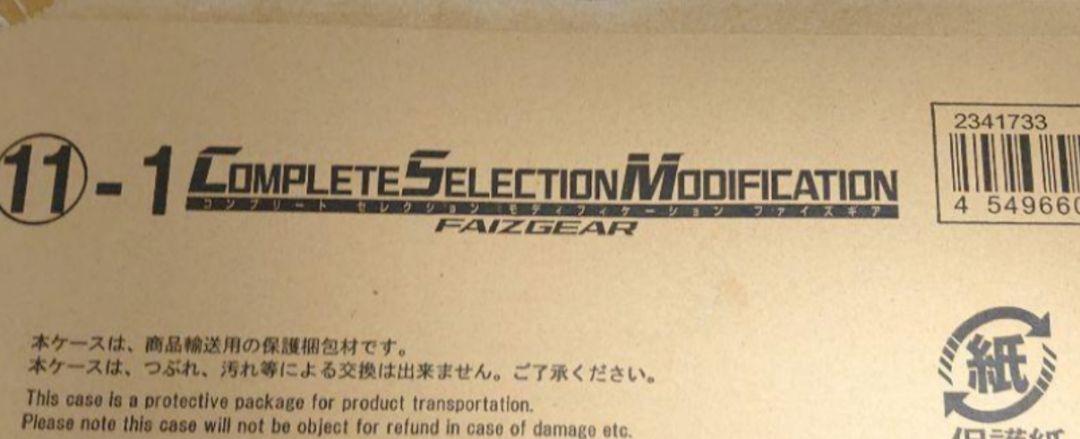 ⑪-1 COMPLETE SELECTION MODIFICATION
コンプリート セレクション モディフィケーション ファイズギア
FAIZGEAR
2341733
4 549660
本ケースは、商品輸送用の保護梱包材です。
本ケースは、つぶれ、汚れ等による交換は出来ません。ご了承ください。
This case is a protective package for product transportation.
Please note this case will not be object for refund in case of damage etc.
紙
保護紙